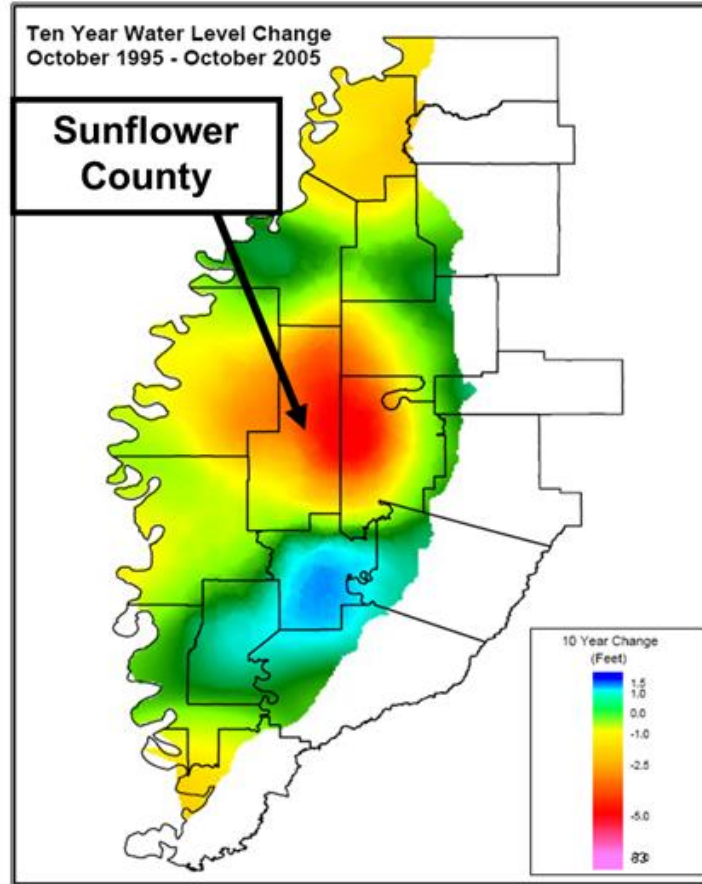 Ten Year Water Level Change
October 1995 - October 2005
Sunflower
County
10 Year Change
(Feet)
1.5
1.0
0.0
-1.0
-2.5
-5.0